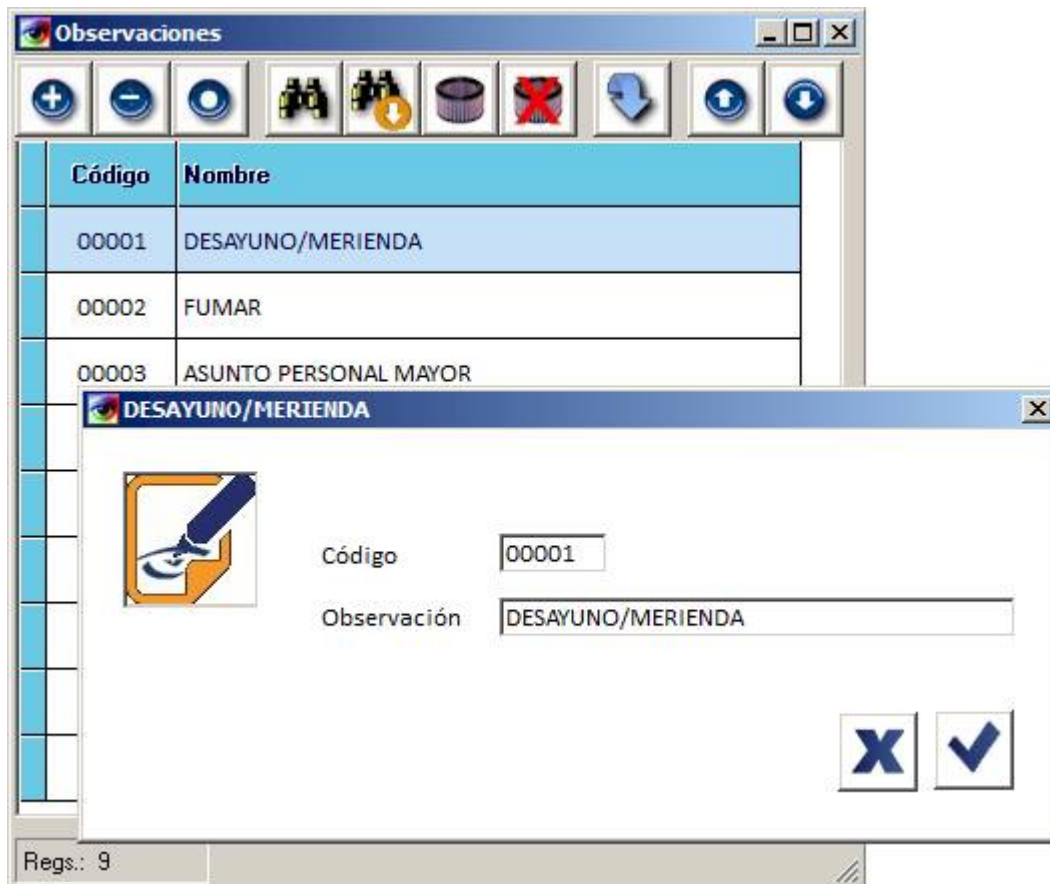 Observaciones
Código Nombre
00001 DESAYUNO/MERIENDA
00002 FUMAR
00003 ASUNTO PERSONAL MAYOR
DESAYUNO/MERIENDA
Código 00001
Observación DESAYUNO/MERIENDA
Regs.: 9